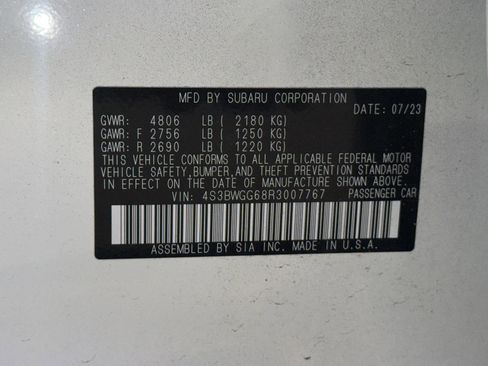 MFD BY SUBARU CORPORATION
DATE: 07/23
GVWR: 4806 LB ( 2180 KG)
GAWR: F 2756 LB ( 1250 KG)
GAWR: R 2690 LB ( 1220 KG)
THIS VEHICLE CONFORMS TO ALL APPLICABLE FEDERAL MOTOR
VEHICLE SAFETY, BUMPER, AND THEFT PREVENTION STANDARDS
IN EFFECT ON THE DATE OF MANUFACTURE SHOWN ABOVE.
VIN: 4S3BWGG68R3007767 PASSENGER CAR
ASSEMBLED BY SIA INC. MADE IN U.S.A.